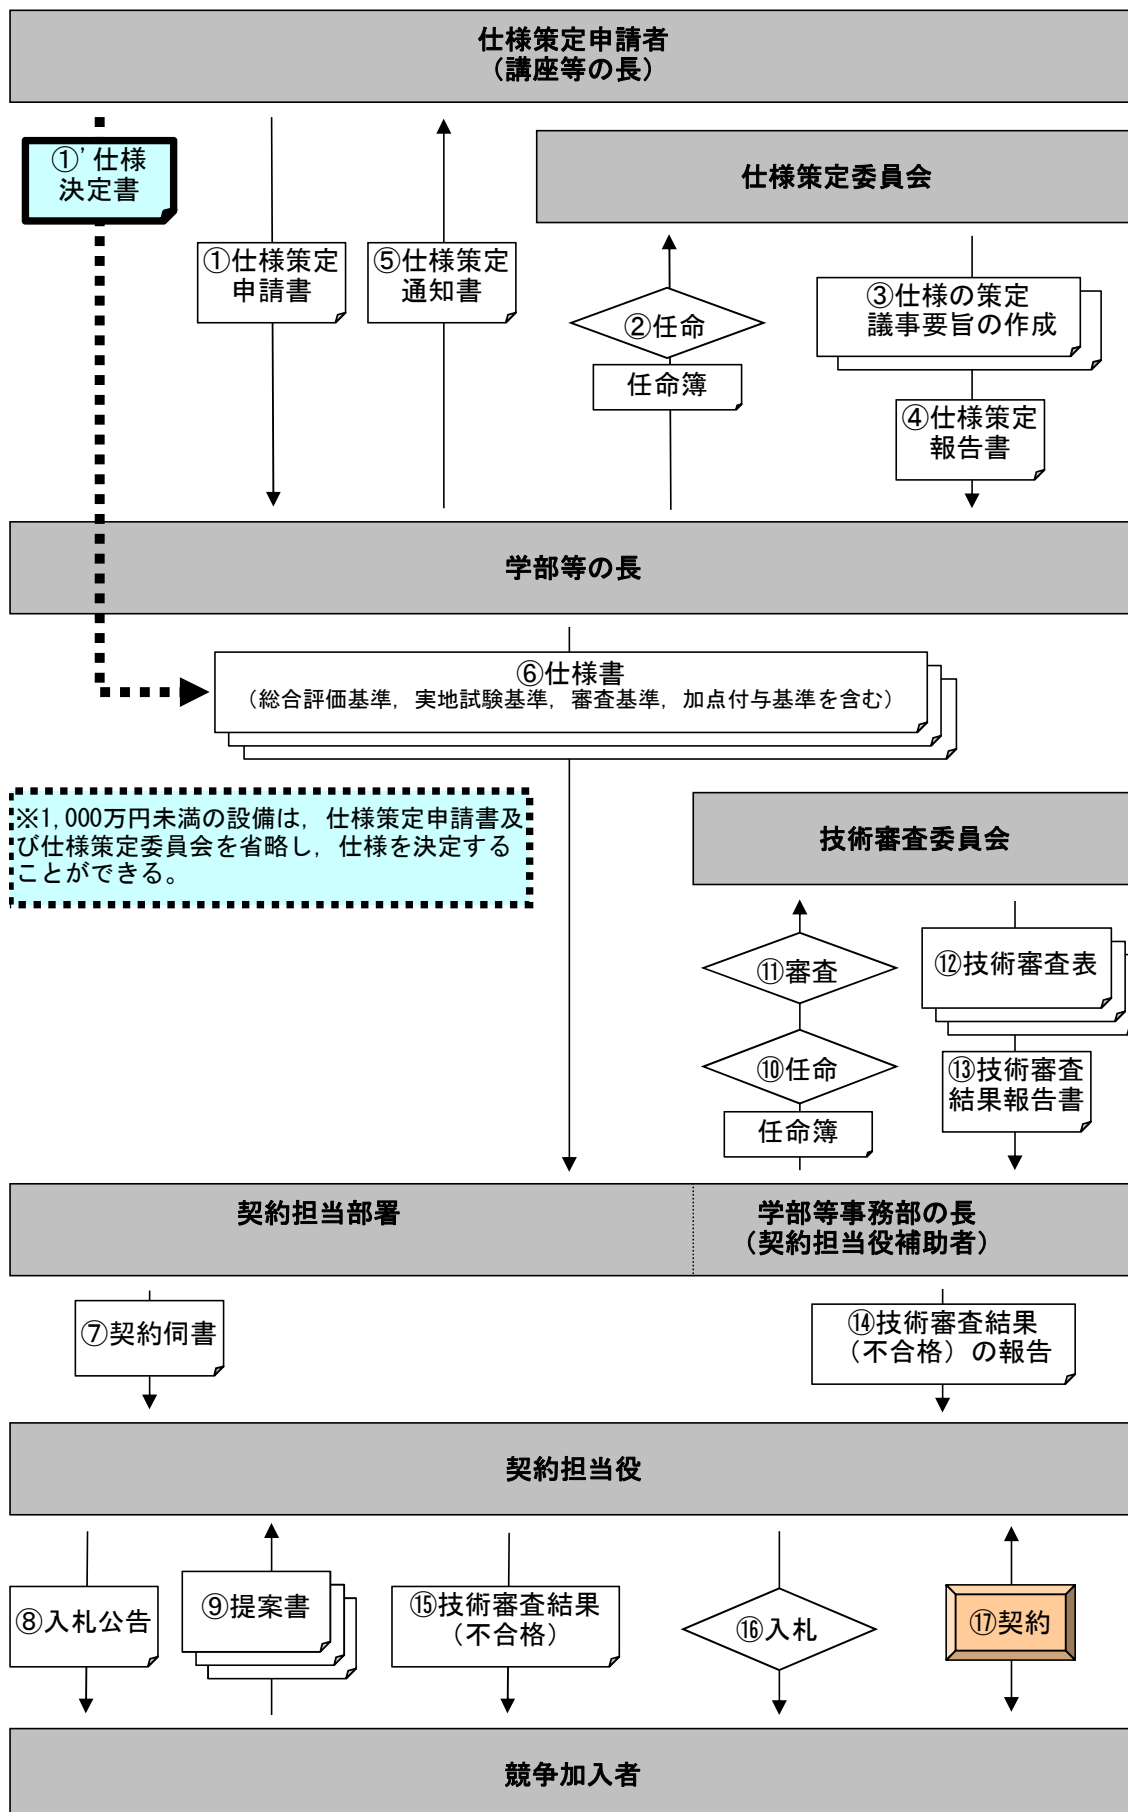 仕様策定申請者
（講座等の長）
①’仕様
決定書
仕様策定委員会
①仕様策定
申請書
⑤仕様策定
通知書
②任命
任命簿
③仕様の策定
議事要旨の作成
④仕様策定
報告書
学部等の長
⑥仕様書
（総合評価基準，実地試験基準，審査基準，加点付与基準を含む）
※1,000万円未満の設備は，仕様策定申請書及
び仕様策定委員会を省略し，仕様を決定する
ことができる。
技術審査委員会
⑪審査
⑫技術審査表
⑩任命
任命簿
⑬技術審査
結果報告書
契約担当部署
学部等事務部の長
（契約担当役補助者）
⑦契約伺書
⑭技術審査結果
（不合格）の報告
契約担当役
⑧入札公告
⑨提案書
⑮技術審査結果
（不合格）
⑯入札
⑰契約
競争加入者